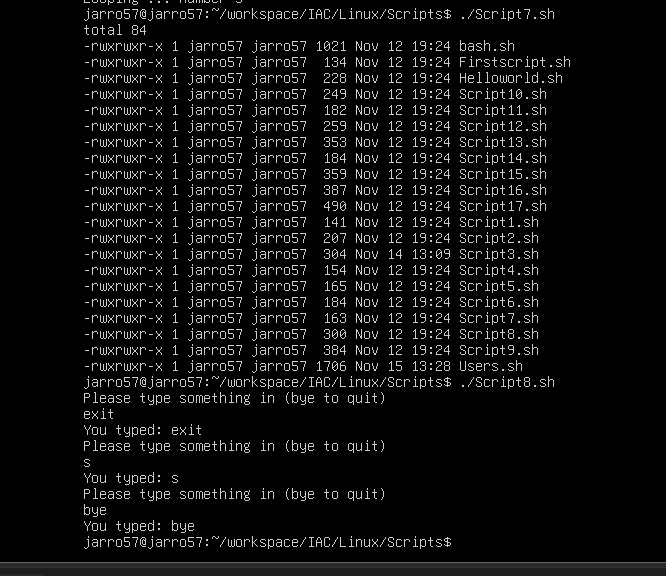 Looping ... number 5
jarro57@jarro57:~/workspace/IAC/Linux/Scripts$ ./Script7.sh
total 84
-rwxrwxr-x 1 jarro57 jarro57 1021 Nov 12 19:24 bash.sh
-rwxrwxr-x 1 jarro57 jarro57  134 Nov 12 19:24 Firstscript.sh
-rwxrwxr-x 1 jarro57 jarro57  228 Nov 12 19:24 Helloworld.sh
-rwxrwxr-x 1 jarro57 jarro57  249 Nov 12 19:24 Script10.sh
-rwxrwxr-x 1 jarro57 jarro57  182 Nov 12 19:24 Script11.sh
-rwxrwxr-x 1 jarro57 jarro57  259 Nov 12 19:24 Script12.sh
-rwxrwxr-x 1 jarro57 jarro57  353 Nov 12 19:24 Script13.sh
-rwxrwxr-x 1 jarro57 jarro57  184 Nov 12 19:24 Script14.sh
-rwxrwxr-x 1 jarro57 jarro57  359 Nov 12 19:24 Script15.sh
-rwxrwxr-x 1 jarro57 jarro57  387 Nov 12 19:24 Script16.sh
-rwxrwxr-x 1 jarro57 jarro57  490 Nov 12 19:24 Script17.sh
-rwxrwxr-x 1 jarro57 jarro57  141 Nov 12 19:24 Script1.sh
-rwxrwxr-x 1 jarro57 jarro57  207 Nov 12 19:24 Script2.sh
-rwxrwxr-x 1 jarro57 jarro57  304 Nov 14 13:09 Script3.sh
-rwxrwxr-x 1 jarro57 jarro57  154 Nov 12 19:24 Script4.sh
-rwxrwxr-x 1 jarro57 jarro57  165 Nov 12 19:24 Script5.sh
-rwxrwxr-x 1 jarro57 jarro57  184 Nov 12 19:24 Script6.sh
-rwxrwxr-x 1 jarro57 jarro57  163 Nov 12 19:24 Script7.sh
-rwxrwxr-x 1 jarro57 jarro57  300 Nov 12 19:24 Script8.sh
-rwxrwxr-x 1 jarro57 jarro57  384 Nov 12 19:24 Script9.sh
-rwxrwxr-x 1 jarro57 jarro57 1706 Nov 15 13:28 Users.sh
jarro57@jarro57:~/workspace/IAC/Linux/Scripts$ ./Script8.sh
Please type something in (bye to quit)
exit
You typed: exit
Please type something in (bye to quit)
s
You typed: s
Please type something in (bye to quit)
bye
You typed: bye
jarro57@jarro57:~/workspace/IAC/Linux/Scripts$